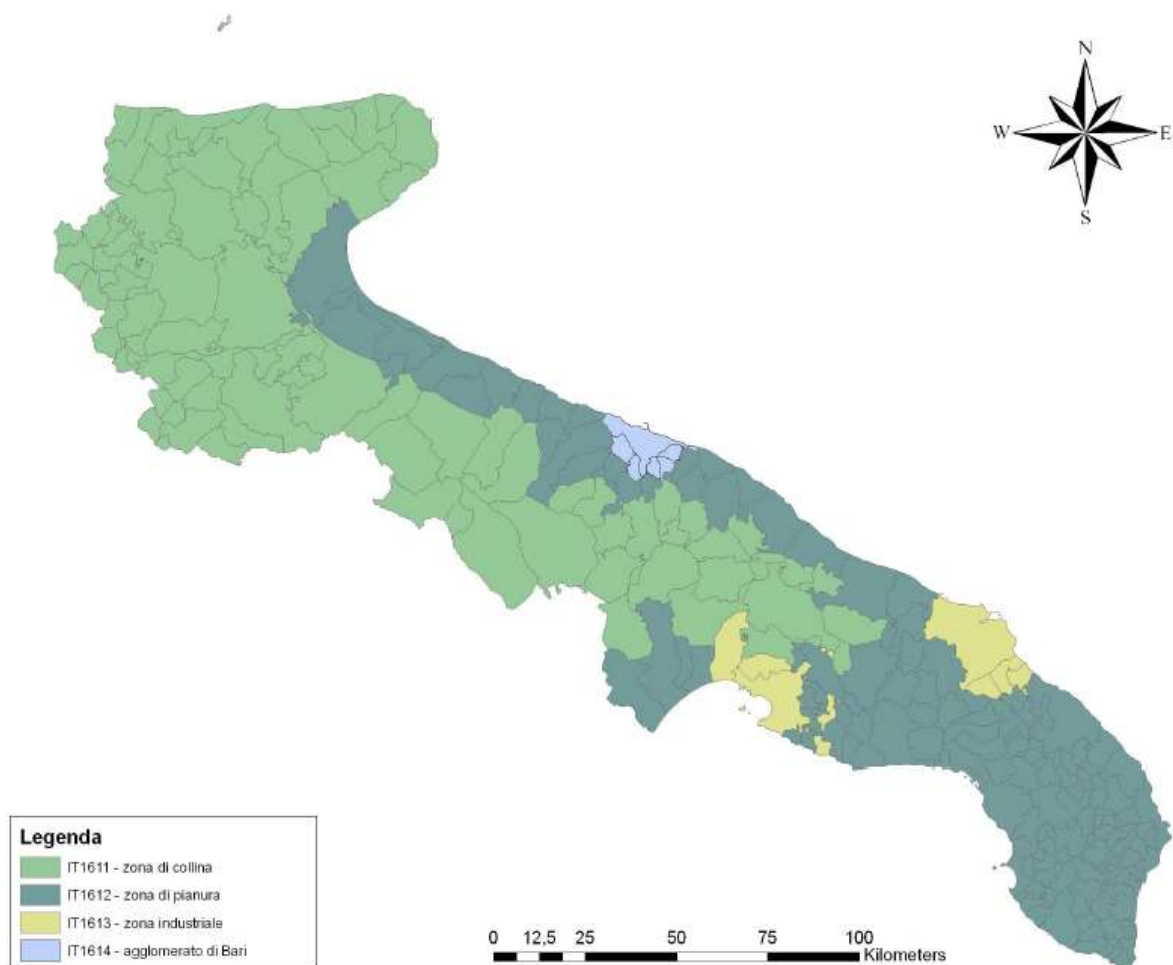 N
W E
S
Legenda
IT1611 - zona di collina
IT1612 - zona di pianura
IT1613 - zona industriale
IT1614 - agglomerato di Bari
0 12,5 25 50 75 100
Kilometers